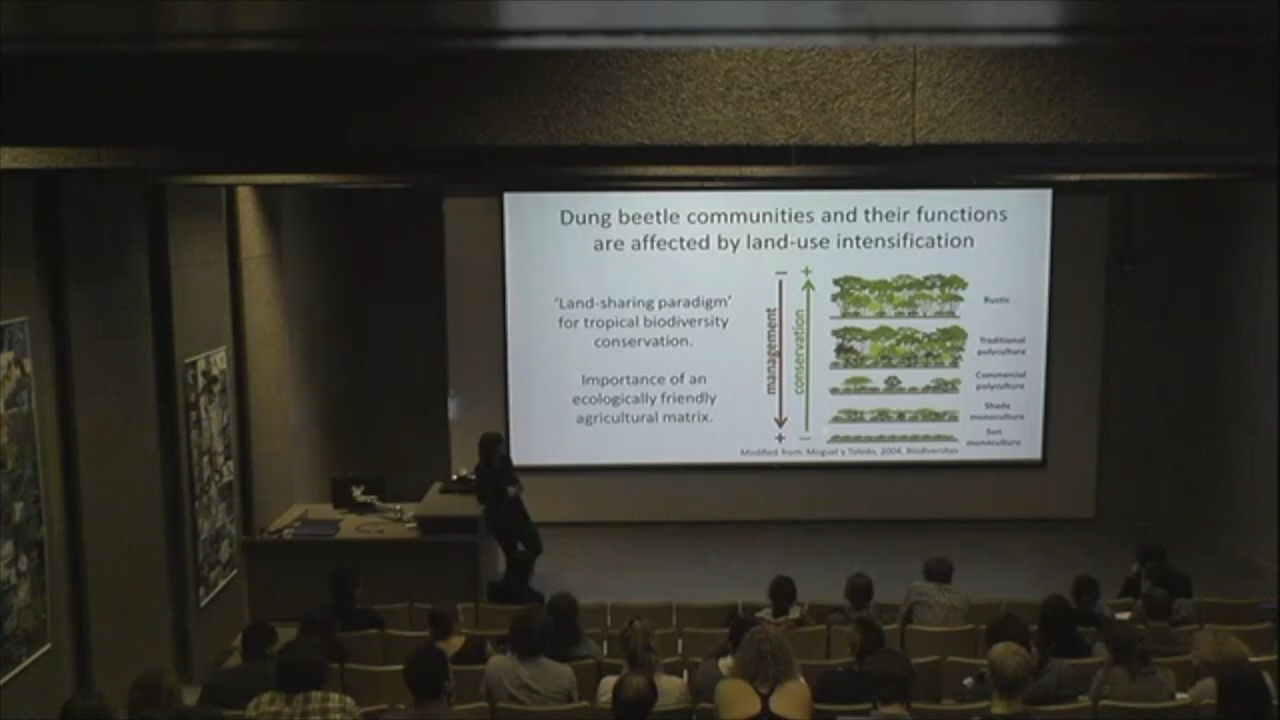 Dung beetle communities and their functions
are affected by land-use intensification
'Land-sharing paradigm'
for tropical biodiversity
conservation.
Importance of an
ecologically friendly
agricultural matrix.
− +
management
conservation
+ −
Rustic
Traditional
polyculture
Commercial
polyculture
Shade
monoculture
Sun
monoculture
Modified from: Moguel y Toledo, 2004, Biodiversitas